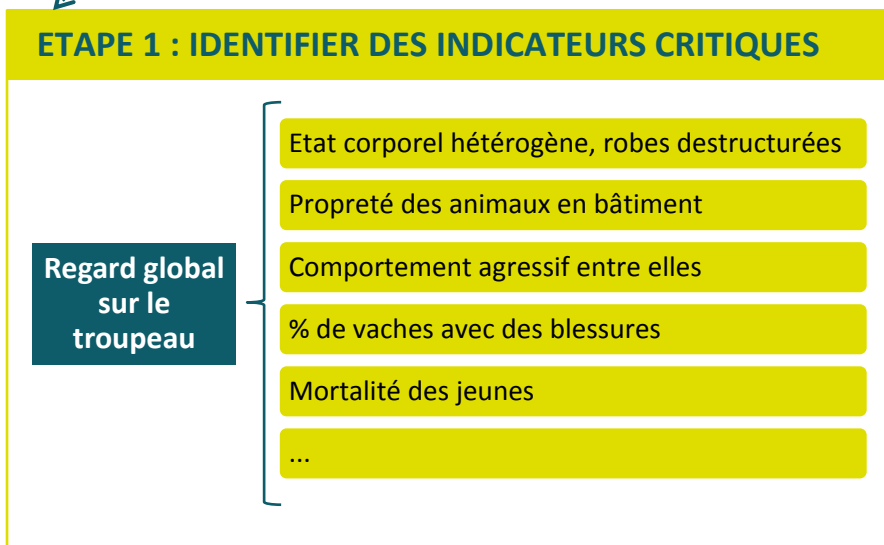 ETAPE 1 : IDENTIFIER DES INDICATEURS CRITIQUES
Regard global
sur le
troupeau
Etat corporel hétérogène, robes destructurées
Propreté des animaux en bâtiment
Comportement agressif entre elles
% de vaches avec des blessures
Mortalité des jeunes
...